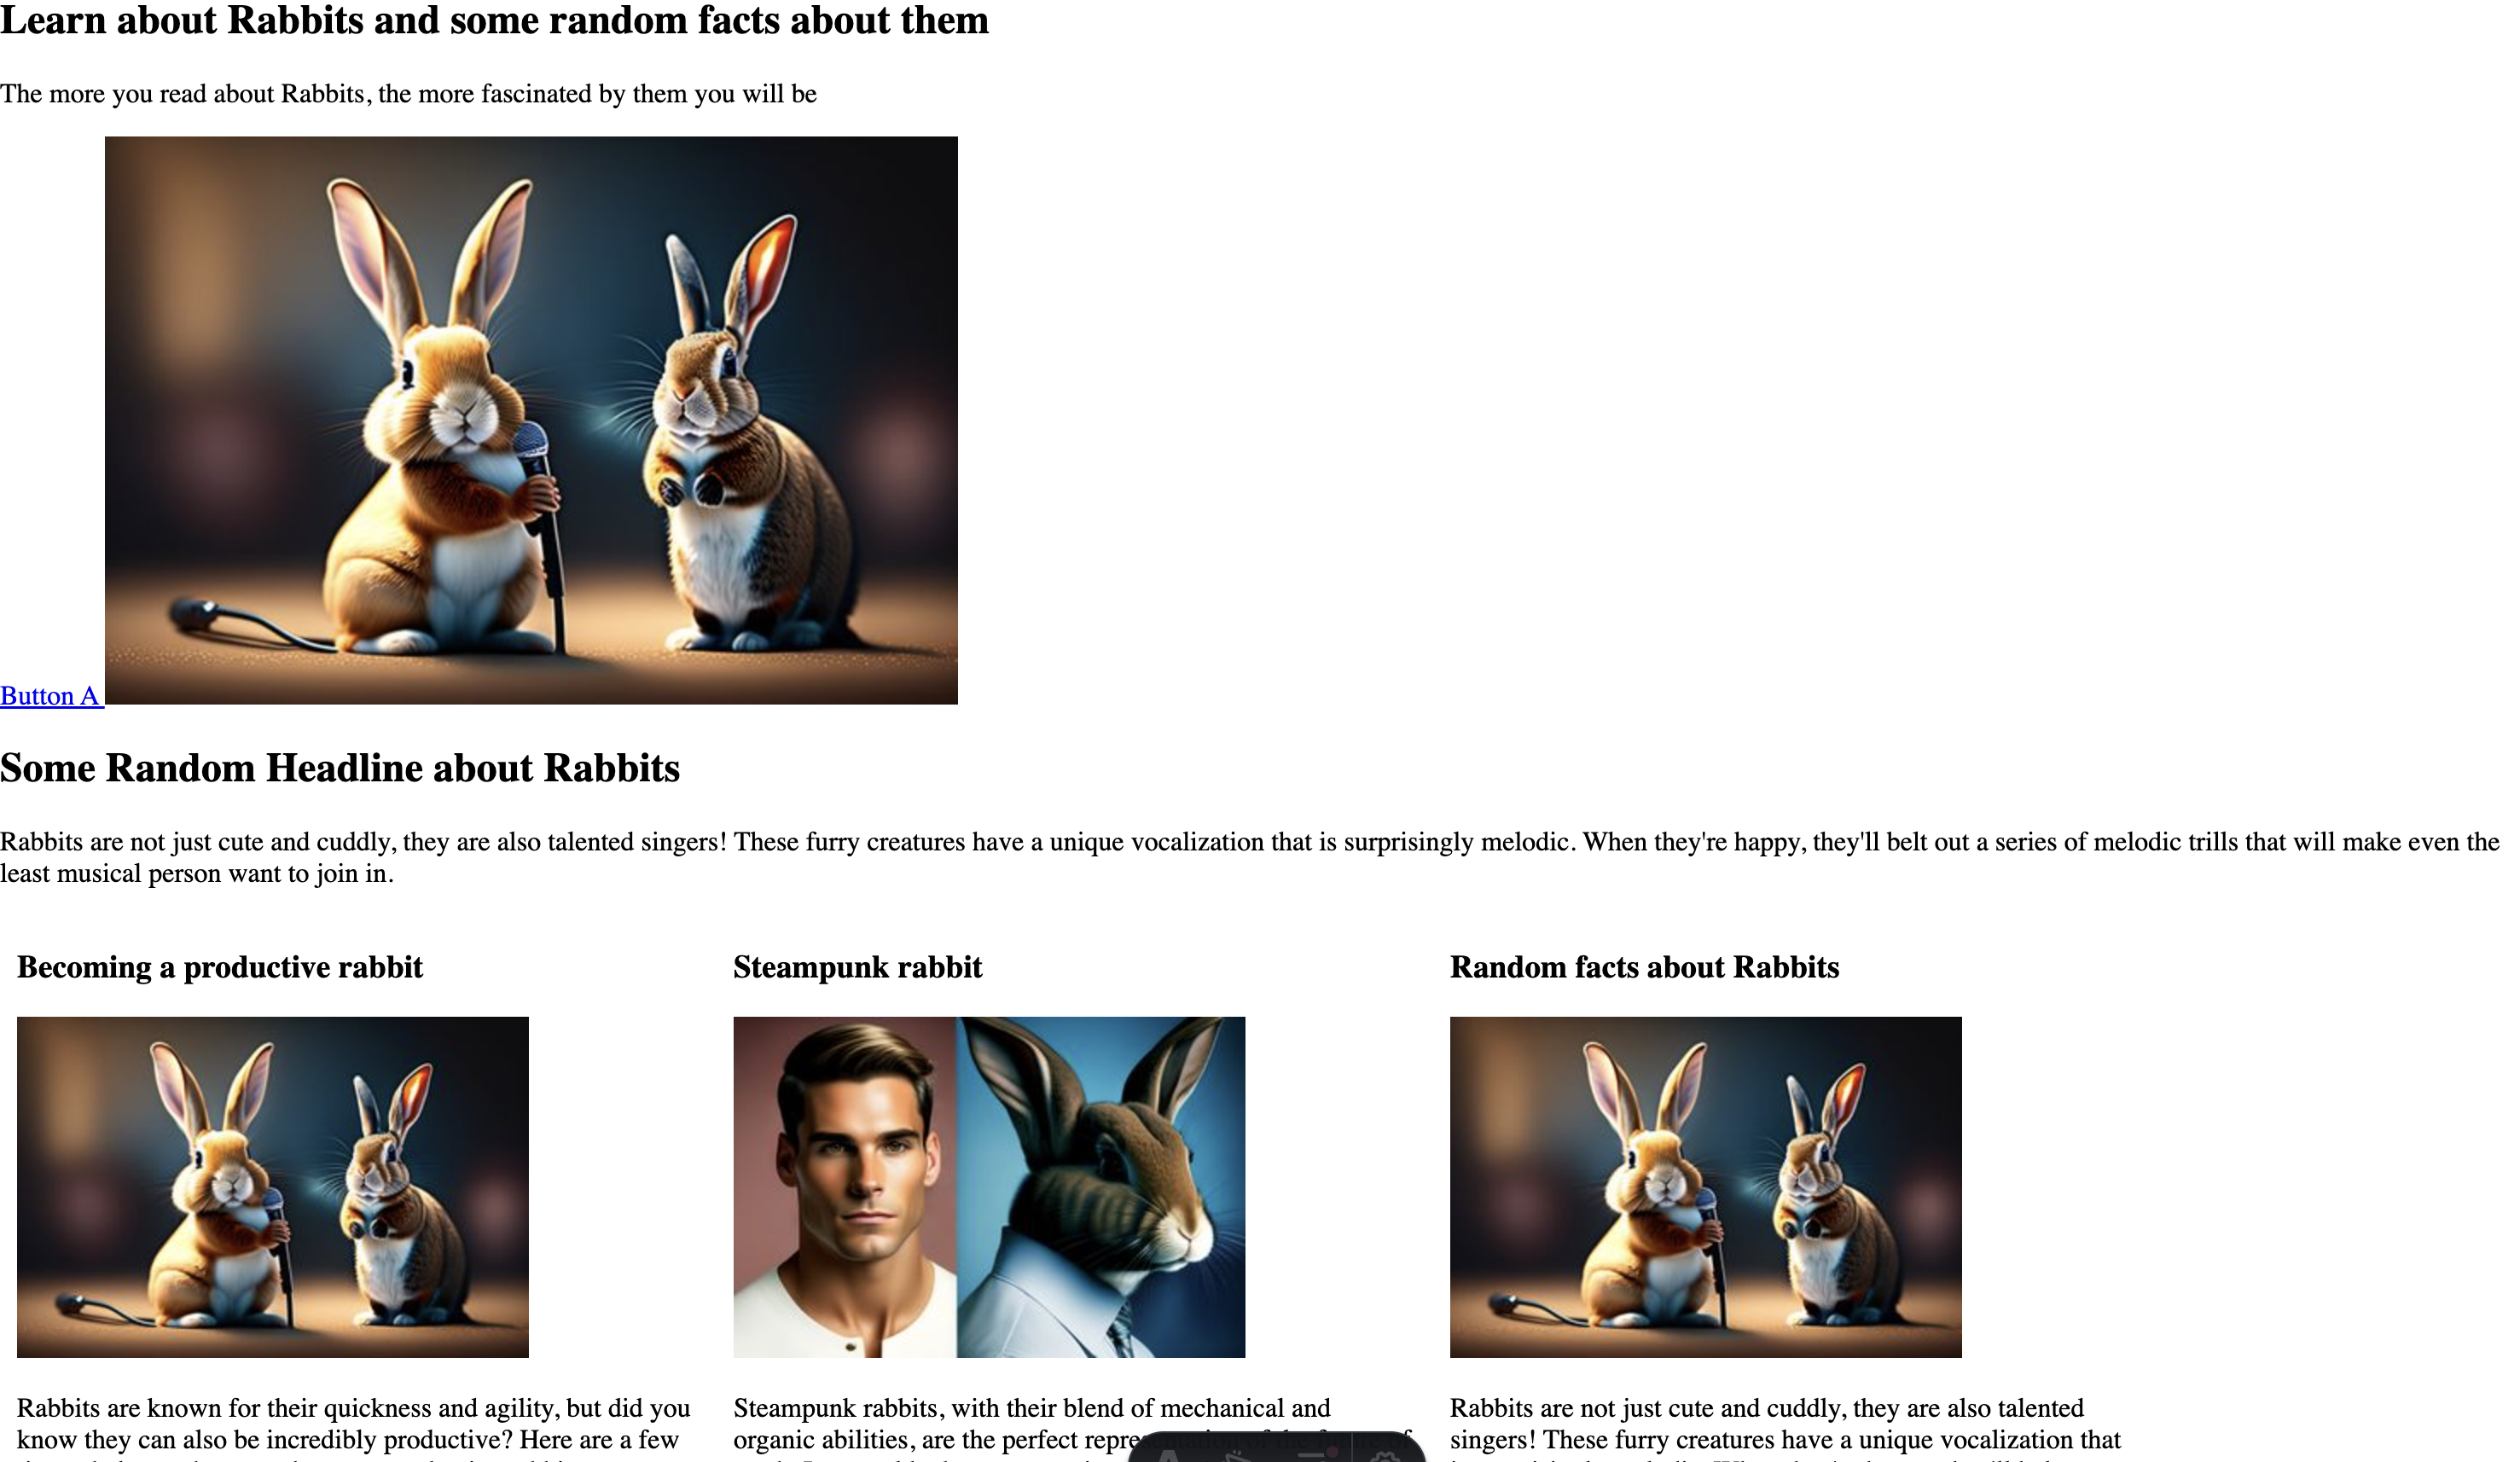 Learn about Rabbits and some random facts about them
The more you read about Rabbits, the more fascinated by them you will be
Button A
Some Random Headline about Rabbits
Rabbits are not just cute and cuddly, they are also talented singers! These furry creatures have a unique vocalization that is surprisingly melodic. When they're happy, they'll belt out a series of melodic trills that will make even the
least musical person want to join in.
Becoming a productive rabbit
Rabbits are known for their quickness and agility, but did you
know they can also be incredibly productive? Here are a few
Steampunk rabbit
Steampunk rabbits, with their blend of mechanical and
organic abilities, are the perfect
Random facts about Rabbits
Rabbits are not just cute and cuddly, they are also talented
singers! These furry creatures have a unique vocalization that